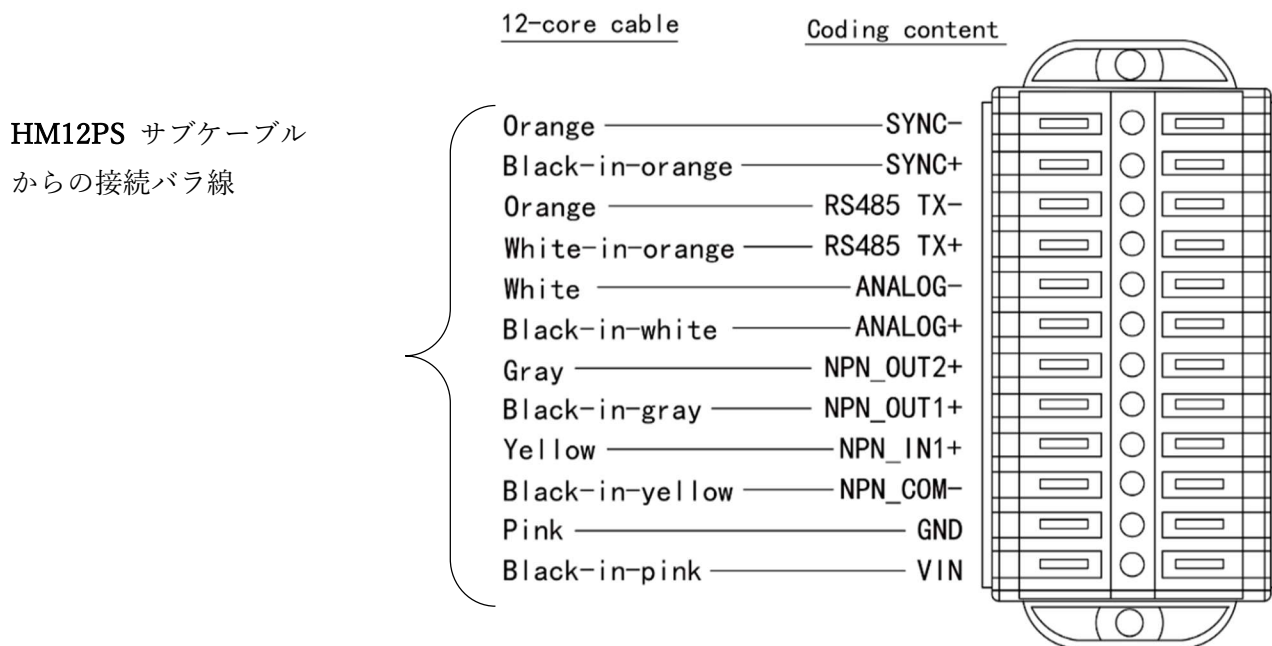 12-core cable Coding content
HM12PS サブケーブル
からの接続バラ線
Orange SYNC-
Black-in-orange SYNC+
Orange RS485 TX-
White-in-orange RS485 TX+
White ANALOG-
Black-in-white ANALOG+
Gray NPN_OUT2+
Black-in-gray NPN_OUT1+
Yellow NPN_IN1+
Black-in-yellow NPN_COM-
Pink GND
Black-in-pink VIN